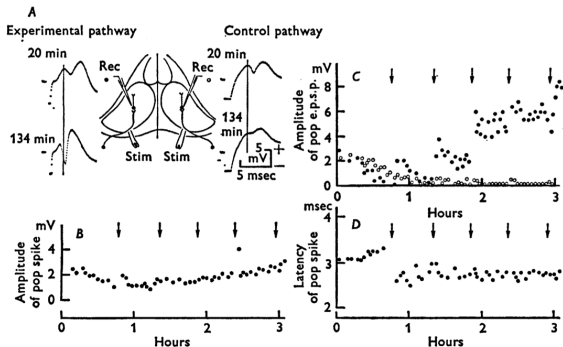 A
Experimental pathway
Control pathway
20 min
Rec
Rec
20 min
134 min
Stim
Stim
134
min
5 +
mV −
5 msec
mV
C
8
6
4
2
0
Amplitude
of pop e.p.s.p.
0
1
2
3
Hours
mV
B
6
4
2
0
Amplitude
of pop spike
0
1
2
3
Hours
msec
D
4
3
2
Latency
of pop spike
0
1
2
3
Hours